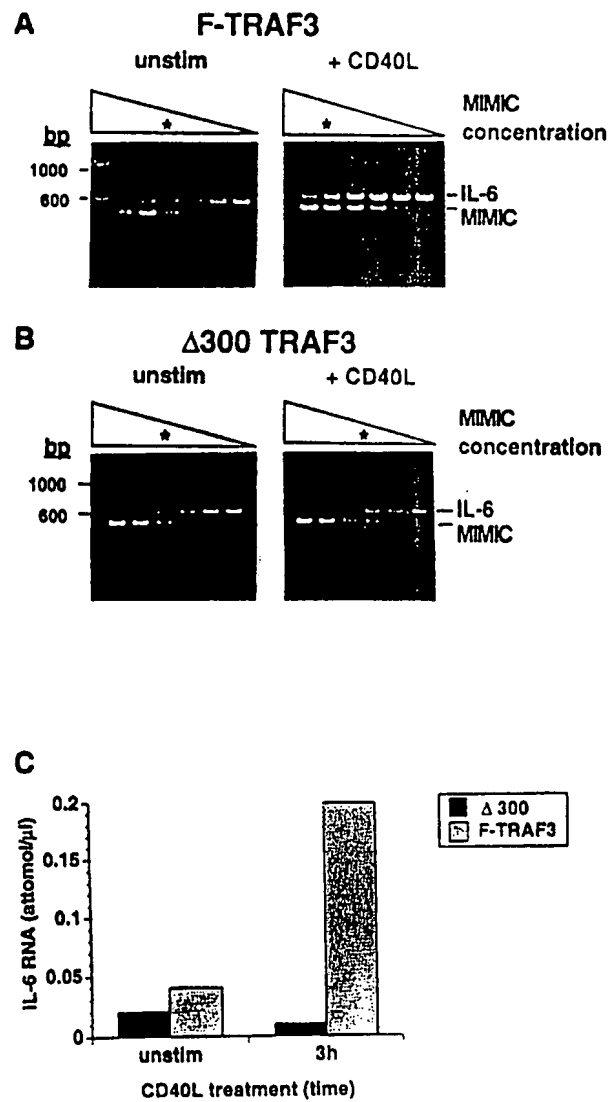 A
F-TRAF3
unstim
+ CD40L
MIMIC
concentration
*
*
bp
1000
600
IL-6
MIMIC
B
Δ300 TRAF3
unstim
+ CD40L
MIMIC
concentration
*
*
bp
1000
600
IL-6
MIMIC
C
IL-6 RNA (attomol/µl)
0.2
0.15
0.1
0.05
0
unstim
3h
CD40L treatment (time)
Δ 300
F-TRAF3